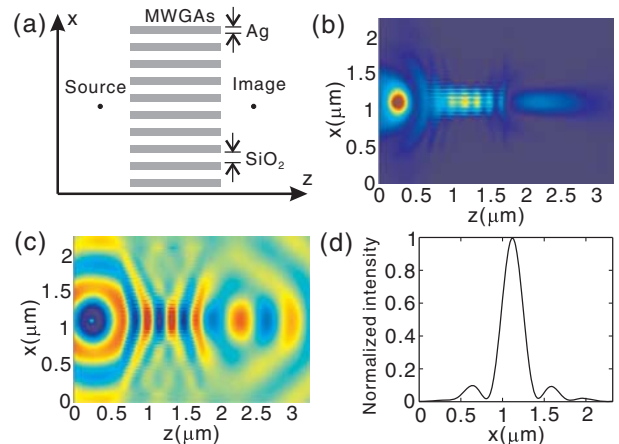 (a)
x
MWGAs
Ag
Source
Image
SiO2
z
(b)
x(μm)
2
1.5
1
0.5
0
0 0.5 1 1.5 2 2.5 3
z(μm)
(c)
x(μm)
2
1.5
1
0.5
0
0 0.5 1 1.5 2 2.5 3
z(μm)
(d)
Normalized intensity
1
0.8
0.6
0.4
0.2
0
0 0.5 1 1.5 2
x(μm)